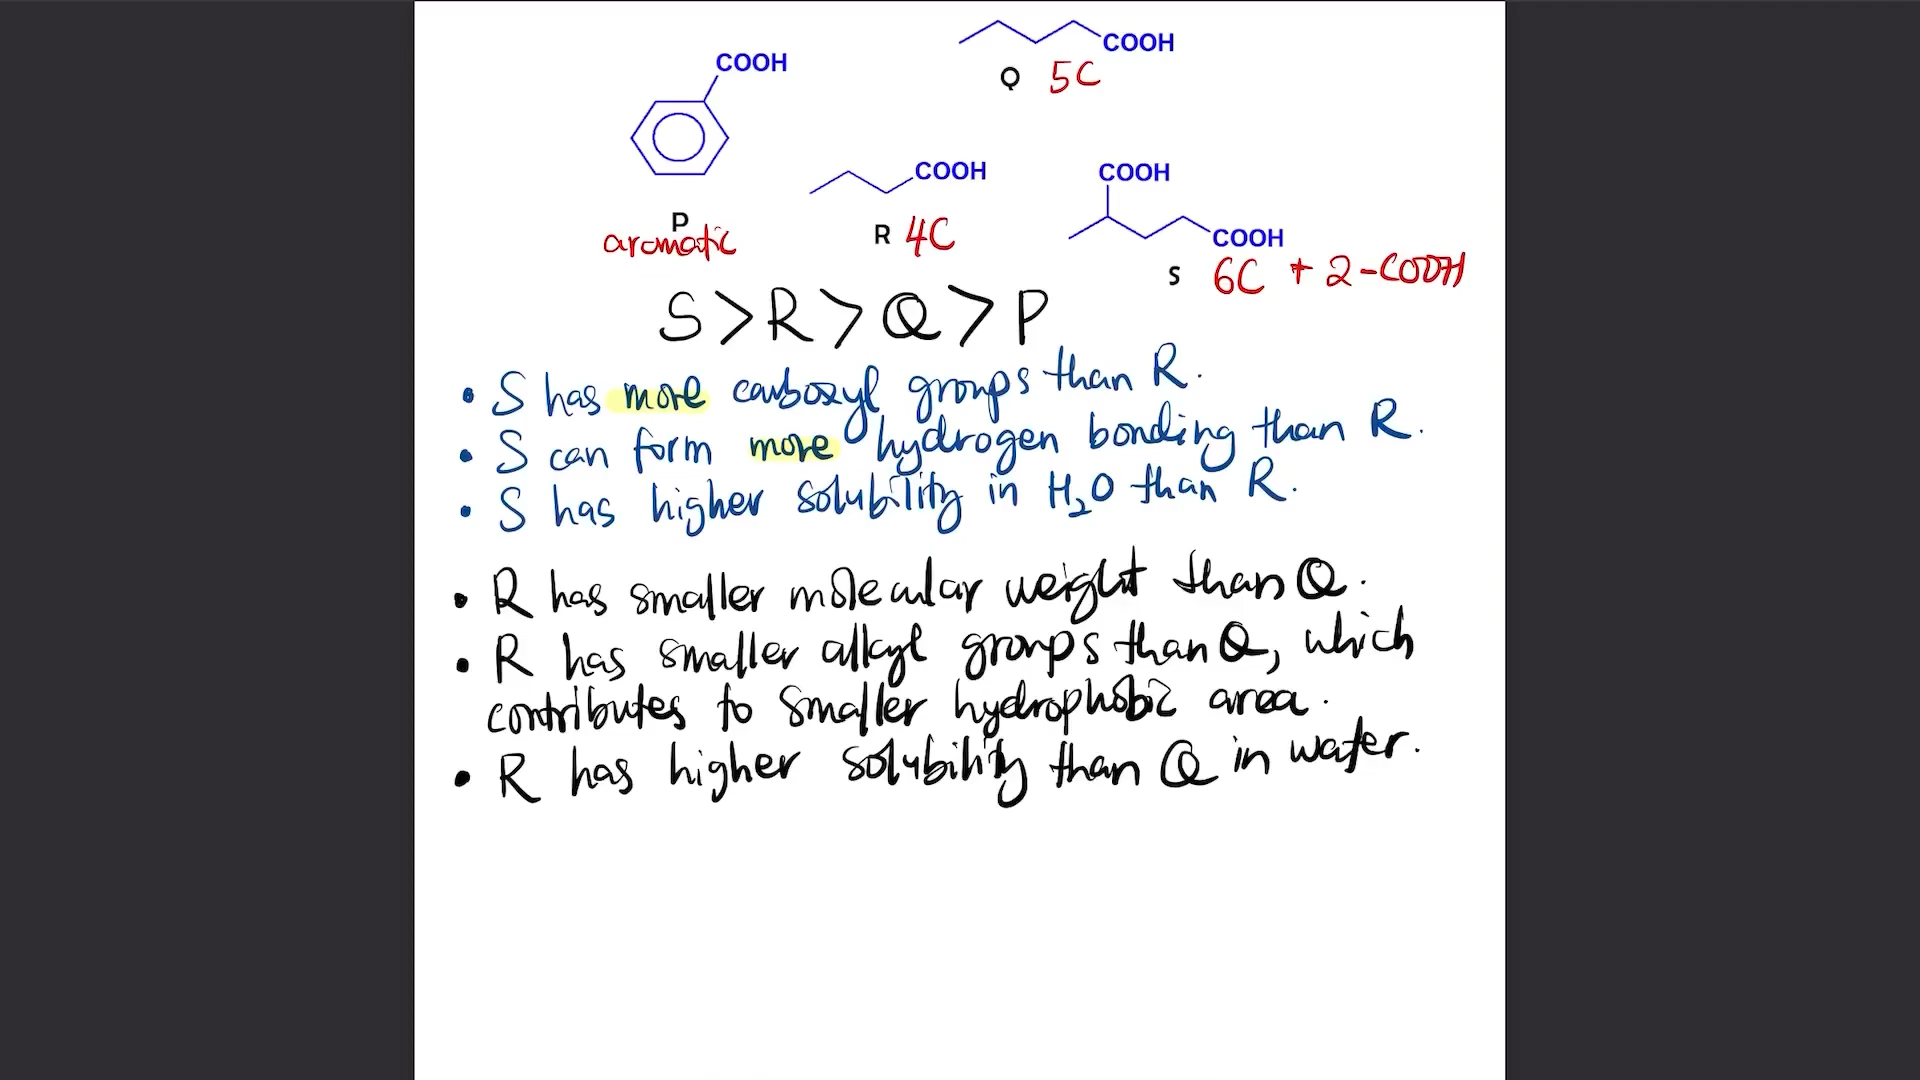 COOH
Q 5C
COOH
P
aromatic
COOH
R 4C
COOH
COOH
S 6C + 2-COOH
S > R > Q > P
• S has more carboxyl groups than R.
• S can form more hydrogen bonding than R.
• S has higher solubility in H₂O than R.
• R has smaller molecular weight than Q.
• R has smaller alkyl groups than Q, which
contributes to smaller hydrophobic area.
• R has higher solubility than Q in water.